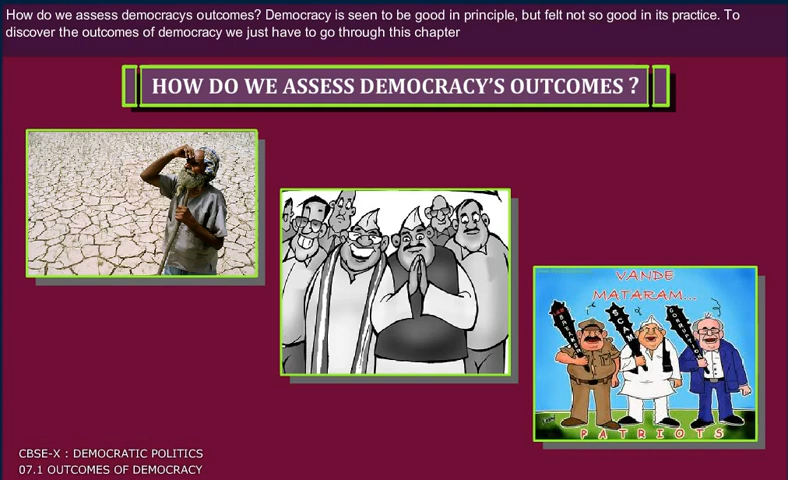 How do we assess democracys outcomes? Democracy is seen to be good in principle, but felt not so good in its practice. To
discover the outcomes of democracy we just have to go through this chapter
HOW DO WE ASSESS DEMOCRACY'S OUTCOMES ?
VANDE
MATARAM...
SCAM
CORRUPTION
PATRIOTS
CBSE-X : DEMOCRATIC POLITICS
07.1 OUTCOMES OF DEMOCRACY